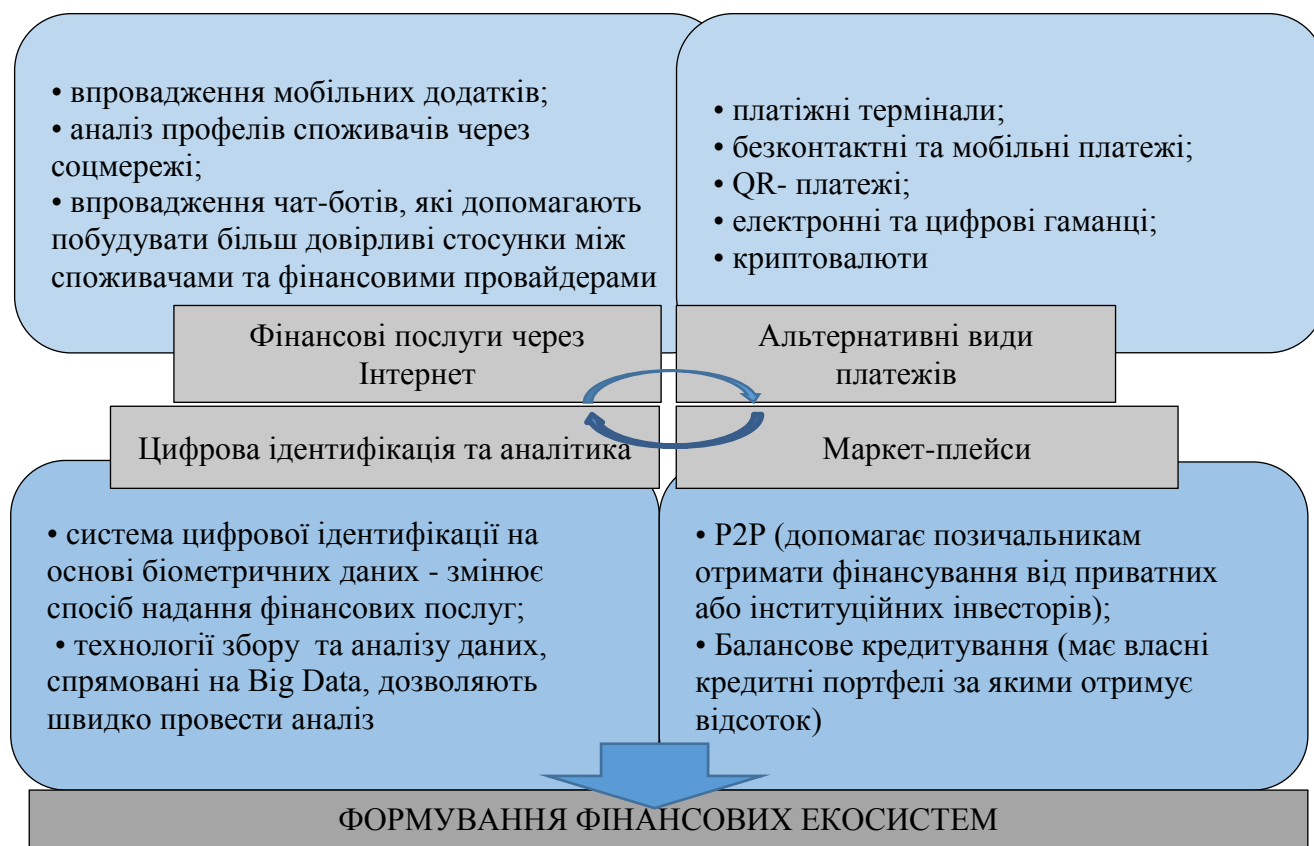 • впровадження мобільних додатків;
• аналіз профелів споживачів через
соцмережі;
• впровадження чат-ботів, які допомагають
побудувати більш довірливі стосунки між
споживачами та фінансовими провайдерами
• платіжні термінали;
• безконтактні та мобільні платежі;
• QR- платежі;
• електронні та цифрові гаманці;
• криптовалюти
Фінансові послуги через
Інтернет
Альтернативні види
платежів
Цифрова ідентифікація та аналітика
Маркет-плейси
• система цифрової ідентифікації на
основі біометричних даних - змінює
спосіб надання фінансових послуг;
• технології збору та аналізу даних,
спрямовані на Big Data, дозволяють
швидко провести аналіз
• P2P (допомагає позичальникам
отримати фінансування від приватних
або інституційних інвесторів);
• Балансове кредитування (має власні
кредитні портфелі за якими отримує
відсоток)
ФОРМУВАННЯ ФІНАНСОВИХ ЕКОСИСТЕМ